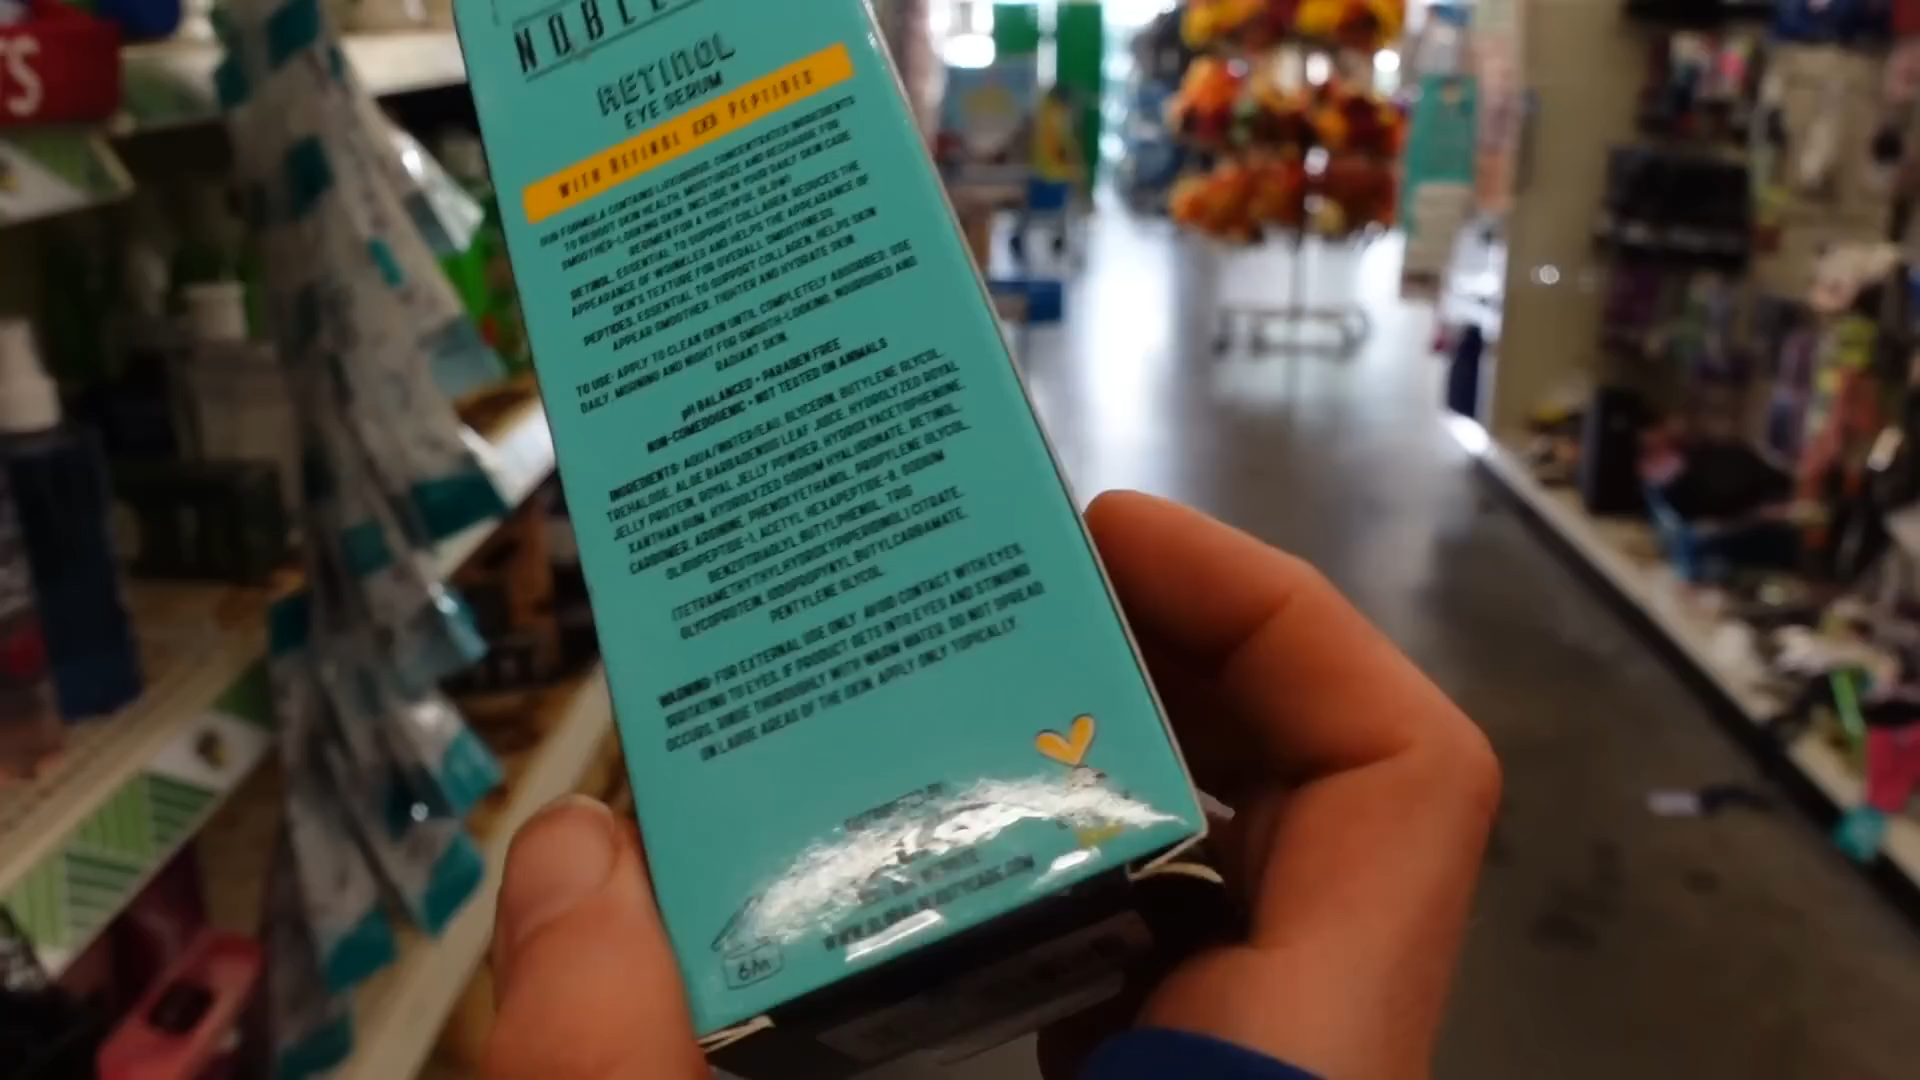 TS
RETINOL
EYE SERUM
WITH RETINOL AND PEPTIDES
OUR FORMULA CONTAINS LUXURIOUS, CONCENTRATED INGREDIENTS
TO REBOOT SKIN HEALTH, MOISTURIZE AND RECHARGE FOR
SMOOTHER-LOOKING SKIN. INCLUDE IN YOUR DAILY SKIN CARE
REGIMEN FOR A YOUTHFUL GLOW!
RETINOL, ESSENTIAL TO SUPPORT COLLAGEN, REDUCES THE
APPEARANCE OF WRINKLES AND HELPS THE APPEARANCE OF
SKIN'S TEXTURE FOR OVERALL SMOOTHNESS.
PEPTIDES, ESSENTIAL TO SUPPORT COLLAGEN, HELPS SKIN
APPEAR SMOOTHER, TIGHTER AND HYDRATE SKIN
TO USE: APPLY TO CLEAN SKIN UNTIL COMPLETELY ABSORBED. USE
DAILY, MORNING AND NIGHT FOR SMOOTH-LOOKING, NOURISHED AND
RADIANT SKIN.
pH BALANCED • PARABEN FREE
NON-COMEDOGENIC • NOT TESTED ON ANIMALS
INGREDIENTS: AQUA/WATER/EAU, GLYCERIN, BUTYLENE GLYCOL,
TREHALOSE, ALOE BARBADENSIS LEAF JUICE, HYDROLYZED ROYAL
JELLY PROTEIN, ROYAL JELLY POWDER, HYDROXYACETOPHENONE,
XANTHAN GUM, HYDROLYZED SODIUM HYALURONATE, RETINOL,
CARBOMER, ARGININE, PHENOXYETHANOL, PROPYLENE GLYCOL,
OLIGOPEPTIDE-1, ACETYL HEXAPEPTIDE-8, SODIUM
BENZOTRIAZOLYL BUTYLPHENOL, TRIS
(TETRAMETHYLHYDROXYPIPERIDINOL) CITRATE,
GLYCOPROTEIN, IODOPROPYNYL BUTYLCARBAMATE,
PENTYLENE GLYCOL
WARNING: FOR EXTERNAL USE ONLY. AVOID CONTACT WITH EYES.
IRRITATING TO EYES. IF PRODUCT GETS INTO EYES AND STINGING
OCCURS, RINSE THOROUGHLY WITH WARM WATER. DO NOT SPREAD
ON LARGE AREAS OF THE SKIN. APPLY ONLY TOPICALLY.
6M